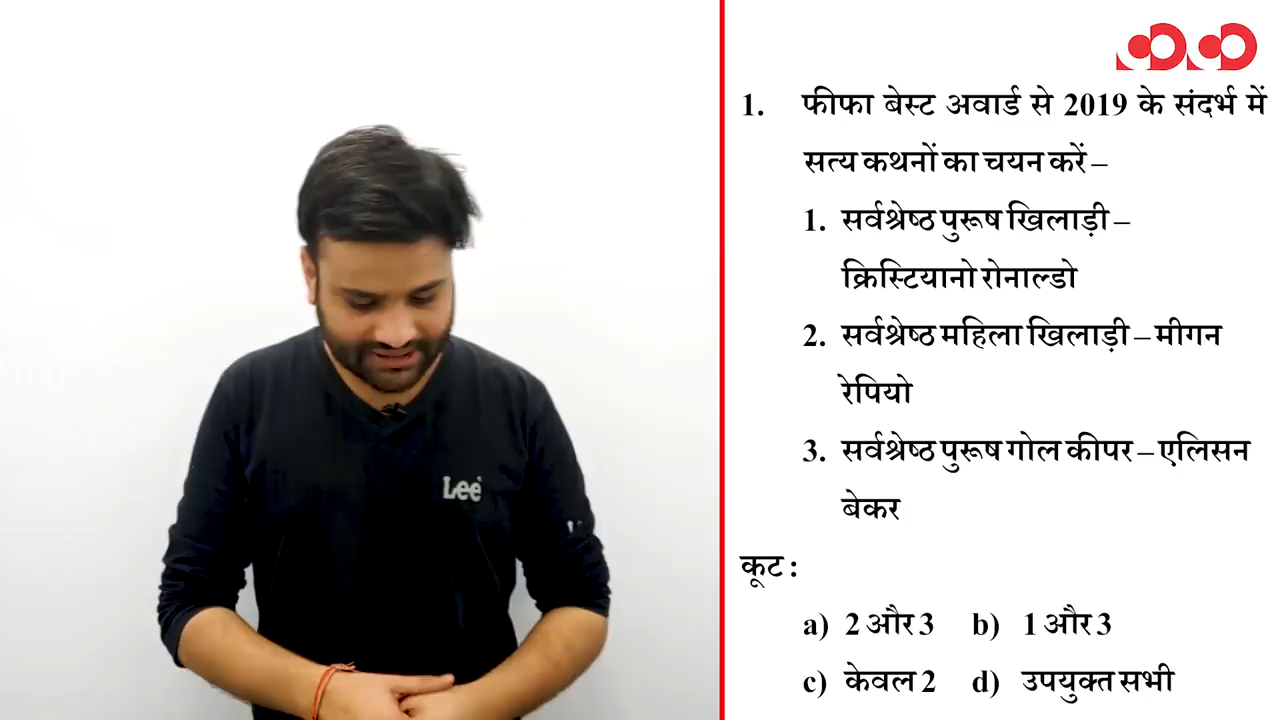 1. फीफा बेस्ट अवार्ड से 2019 के संदर्भ में
सत्य कथनों का चयन करें –
1. सर्वश्रेष्ठ पुरूष खिलाड़ी –
क्रिस्टियानो रोनाल्डो
2. सर्वश्रेष्ठ महिला खिलाड़ी – मीगन
रेपियो
3. सर्वश्रेष्ठ पुरूष गोल कीपर – एलिसन
बेकर
Lee
कूट :
a) 2 और 3 b) 1 और 3
c) केवल 2 d) उपयुक्त सभी